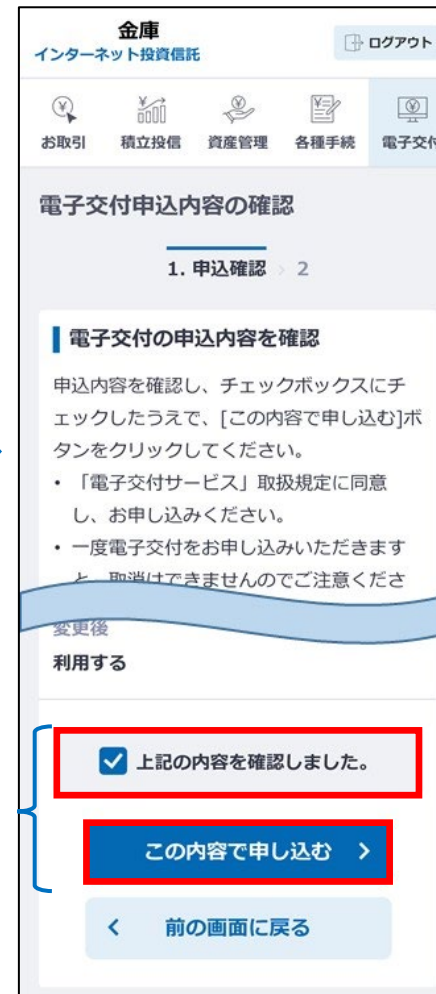 金庫
インターネット投資信託
ログアウト
お取引 積立投信 資産管理 各種手続 電子交付
電子交付申込内容の確認
1. 申込確認 > 2
電子交付の申込内容を確認
申込内容を確認し、チェックボックスにチ
ェックしたうえで、[この内容で申し込む]ボ
タンをクリックしてください。
・ 「電子交付サービス」取扱規定に同意
し、お申し込みください。
・ 一度電子交付をお申し込みいただきます
と、取消はできませんのでご注意くださ
変更後
利用する
上記の内容を確認しました。
この内容で申し込む >
< 前の画面に戻る